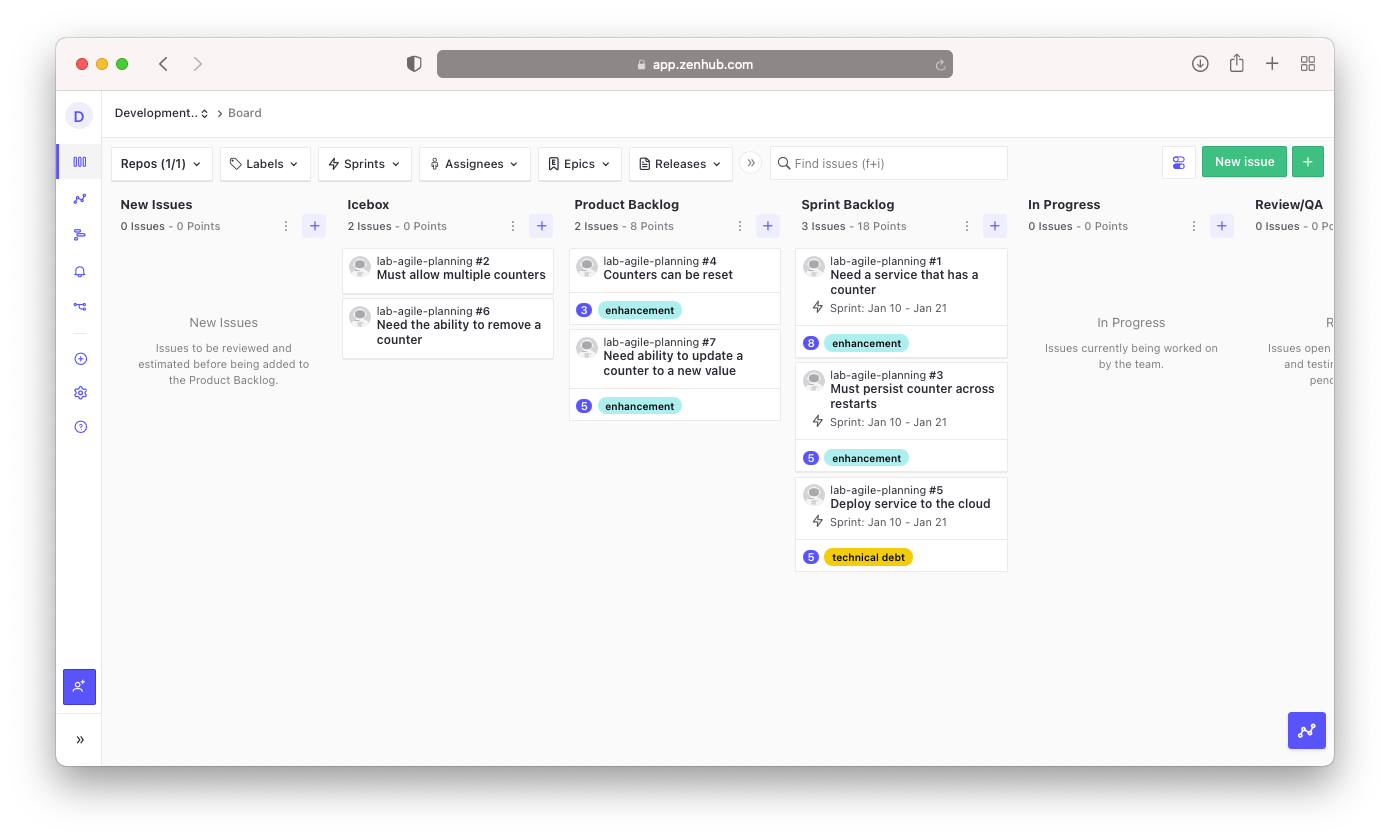 app.zenhub.com
D
Development..
Board
Repos (1/1)
Labels
Sprints
Assignees
Epics
Releases
Find issues (f+i)
New issue
New Issues
0 Issues - 0 Points
New Issues
Issues to be reviewed and
estimated before being added to
the Product Backlog.
Icebox
2 Issues - 0 Points
lab-agile-planning #2
Must allow multiple counters
lab-agile-planning #6
Need the ability to remove a
counter
Product Backlog
2 Issues - 8 Points
lab-agile-planning #4
Counters can be reset
3 enhancement
lab-agile-planning #7
Need ability to update a
counter to a new value
5 enhancement
Sprint Backlog
3 Issues - 18 Points
lab-agile-planning #1
Need a service that has a
counter
Sprint: Jan 10 - Jan 21
8 enhancement
lab-agile-planning #3
Must persist counter across
restarts
Sprint: Jan 10 - Jan 21
5 enhancement
lab-agile-planning #5
Deploy service to the cloud
Sprint: Jan 10 - Jan 21
5 technical debt
In Progress
0 Issues - 0 Points
In Progress
Issues currently being worked on
by the team.
Review/QA
0 Issues - 0
Issues open
and